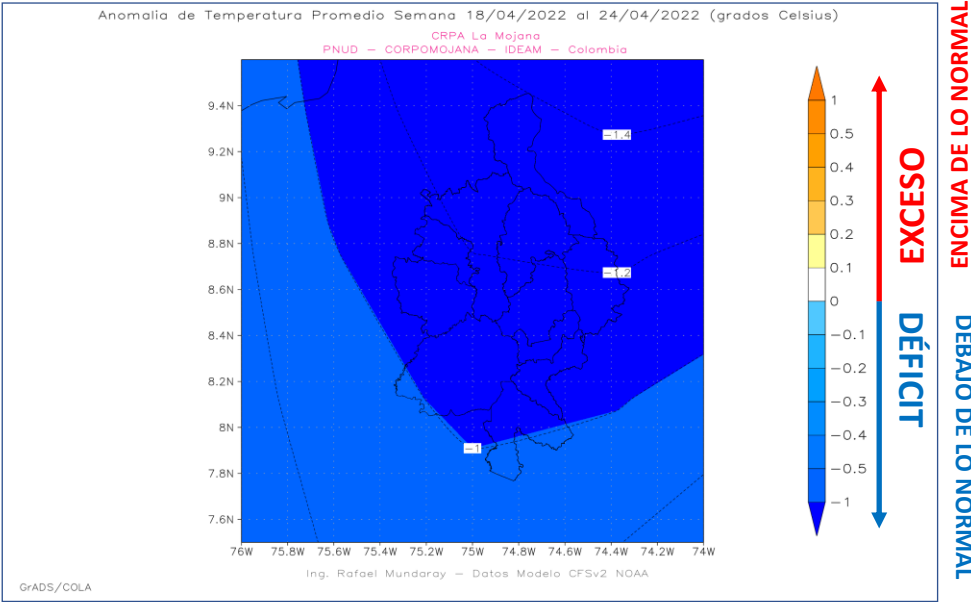 Anomalia de Temperatura Promedio Semana 18/04/2022 al 24/04/2022 (grados Celsius)
CRPA La Mojana
PNUD – CORPOMOJANA – IDEAM – Colombia
9.4N
9.2N
9N
8.8N
8.6N
8.4N
8.2N
8N
7.8N
7.6N
−1.4
−1.2
−1
76W 75.8W 75.6W 75.4W 75.2W 75W 74.8W 74.6W 74.4W 74.2W 74W
1
0.5
0.4
0.3
0.2
0.1
0
−0.1
−0.2
−0.3
−0.4
−0.5
−1
EXCESO
DÉFICIT
ENCIMA DE LO NORMAL
DEBAJO DE LO NORMAL
Ing. Rafael Mundaray – Datos Modelo CFSv2 NOAA
GrADS/COLA